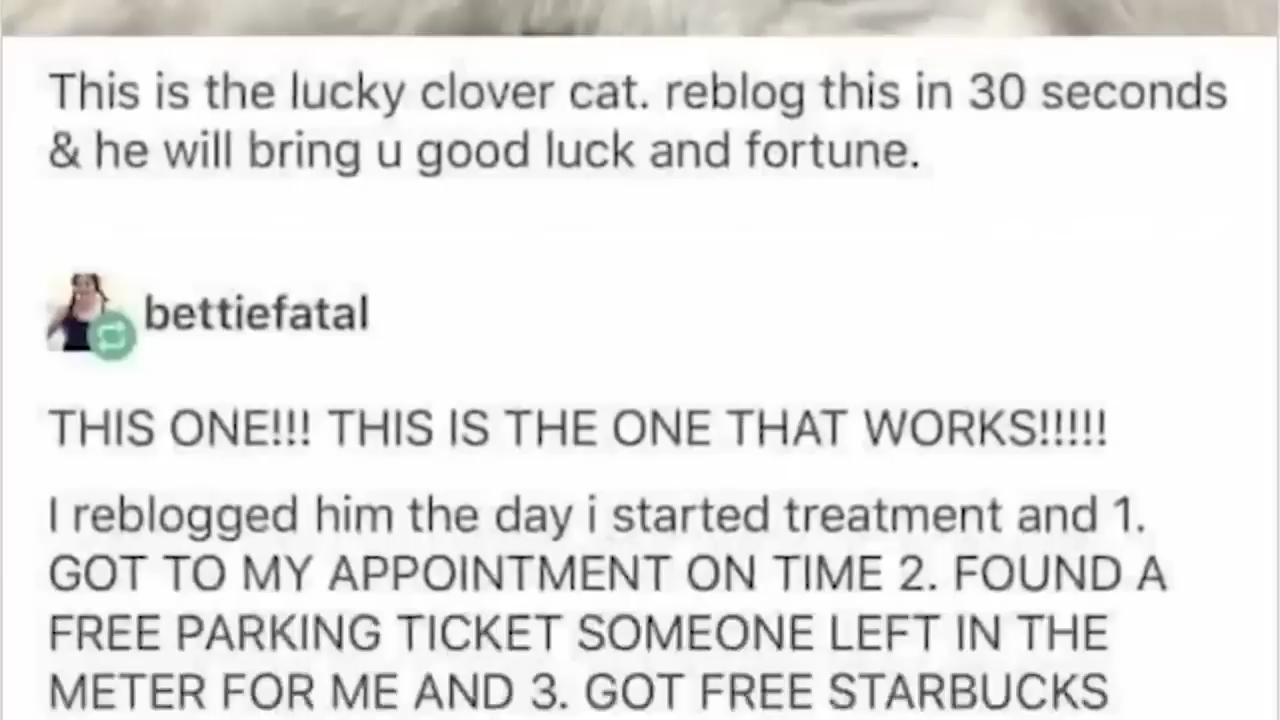 This is the lucky clover cat. reblog this in 30 seconds
& he will bring u good luck and fortune.
bettiefatal
THIS ONE!!! THIS IS THE ONE THAT WORKS!!!!!
I reblogged him the day i started treatment and 1.
GOT TO MY APPOINTMENT ON TIME 2. FOUND A
FREE PARKING TICKET SOMEONE LEFT IN THE
METER FOR ME AND 3. GOT FREE STARBUCKS